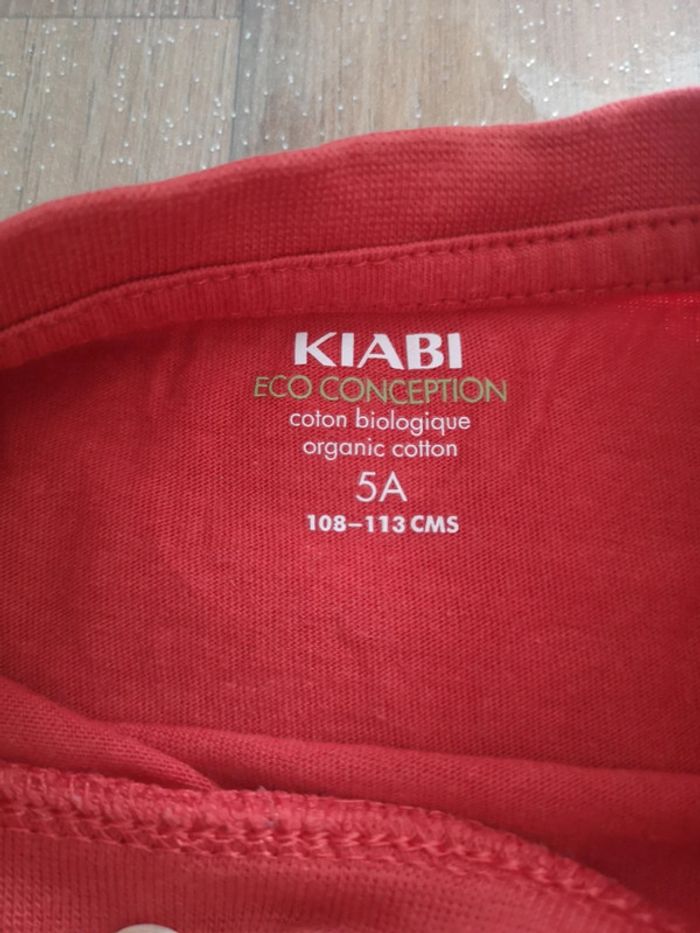 KIABI
ECO CONCEPTION
coton biologique
organic cotton
5A
108–113 CMS